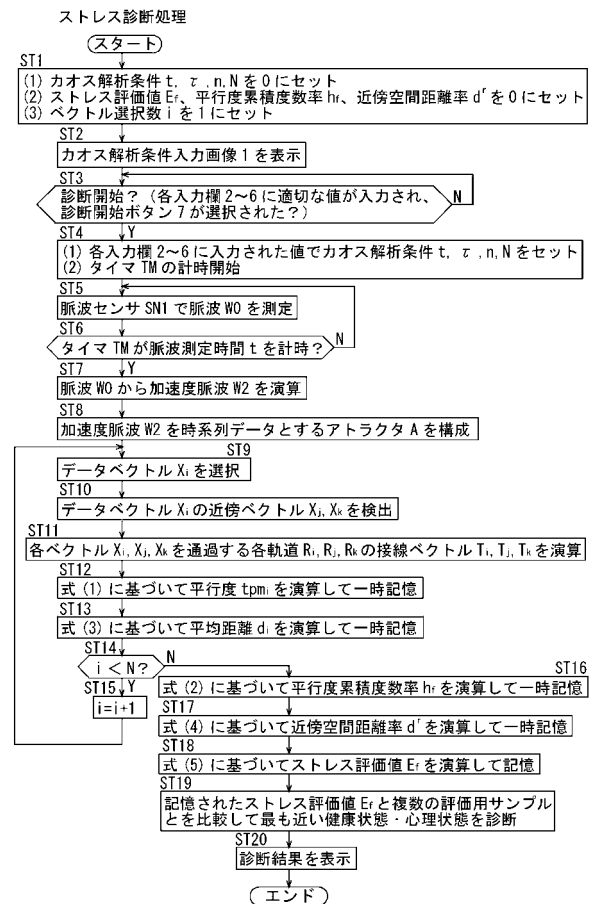 ストレス診断処理
スタート
ST1
(1) カオス解析条件 t, τ, n, N を 0 にセット
(2) ストレス評価値 Ef、平行度累積度数率 hf、近傍空間距離率 dr を 0 にセット
(3) ベクトル選択数 i を 1 にセット
ST2
カオス解析条件入力画像 1 を表示
ST3
診断開始？（各入力欄 2〜6 に適切な値が入力され、
診断開始ボタン 7 が選択された？）
N
ST4
Y
(1) 各入力欄 2〜6 に入力された値でカオス解析条件 t, τ, n, N をセット
(2) タイマ TM の計時開始
ST5
脈波センサ SN1 で脈波 W0 を測定
ST6
タイマ TM が脈波測定時間 t を計時？
N
ST7
Y
脈波 W0 から加速度脈波 W2 を演算
ST8
加速度脈波 W2 を時系列データとするアトラクタ A を構成
ST9
データベクトル Xi を選択
ST10
データベクトル Xi の近傍ベクトル Xj, Xk を検出
ST11
各ベクトル Xi, Xj, Xk を通過する各軌道 Ri, Rj, Rk の接線ベクトル Ti, Tj, Tk を演算
ST12
式 (1) に基づいて平行度 tpmi を演算して一時記憶
ST13
式 (3) に基づいて平均距離 di を演算して一時記憶
ST14
i < N?
N
ST15
Y
i=i+1
ST16
式 (2) に基づいて平行度累積度数率 hf を演算して一時記憶
ST17
式 (4) に基づいて近傍空間距離率 dr を演算して一時記憶
ST18
式 (5) に基づいてストレス評価値 Ef を演算して記憶
ST19
記憶されたストレス評価値 Ef と複数の評価用サンプル
とを比較して最も近い健康状態・心理状態を診断
ST20
診断結果を表示
エンド